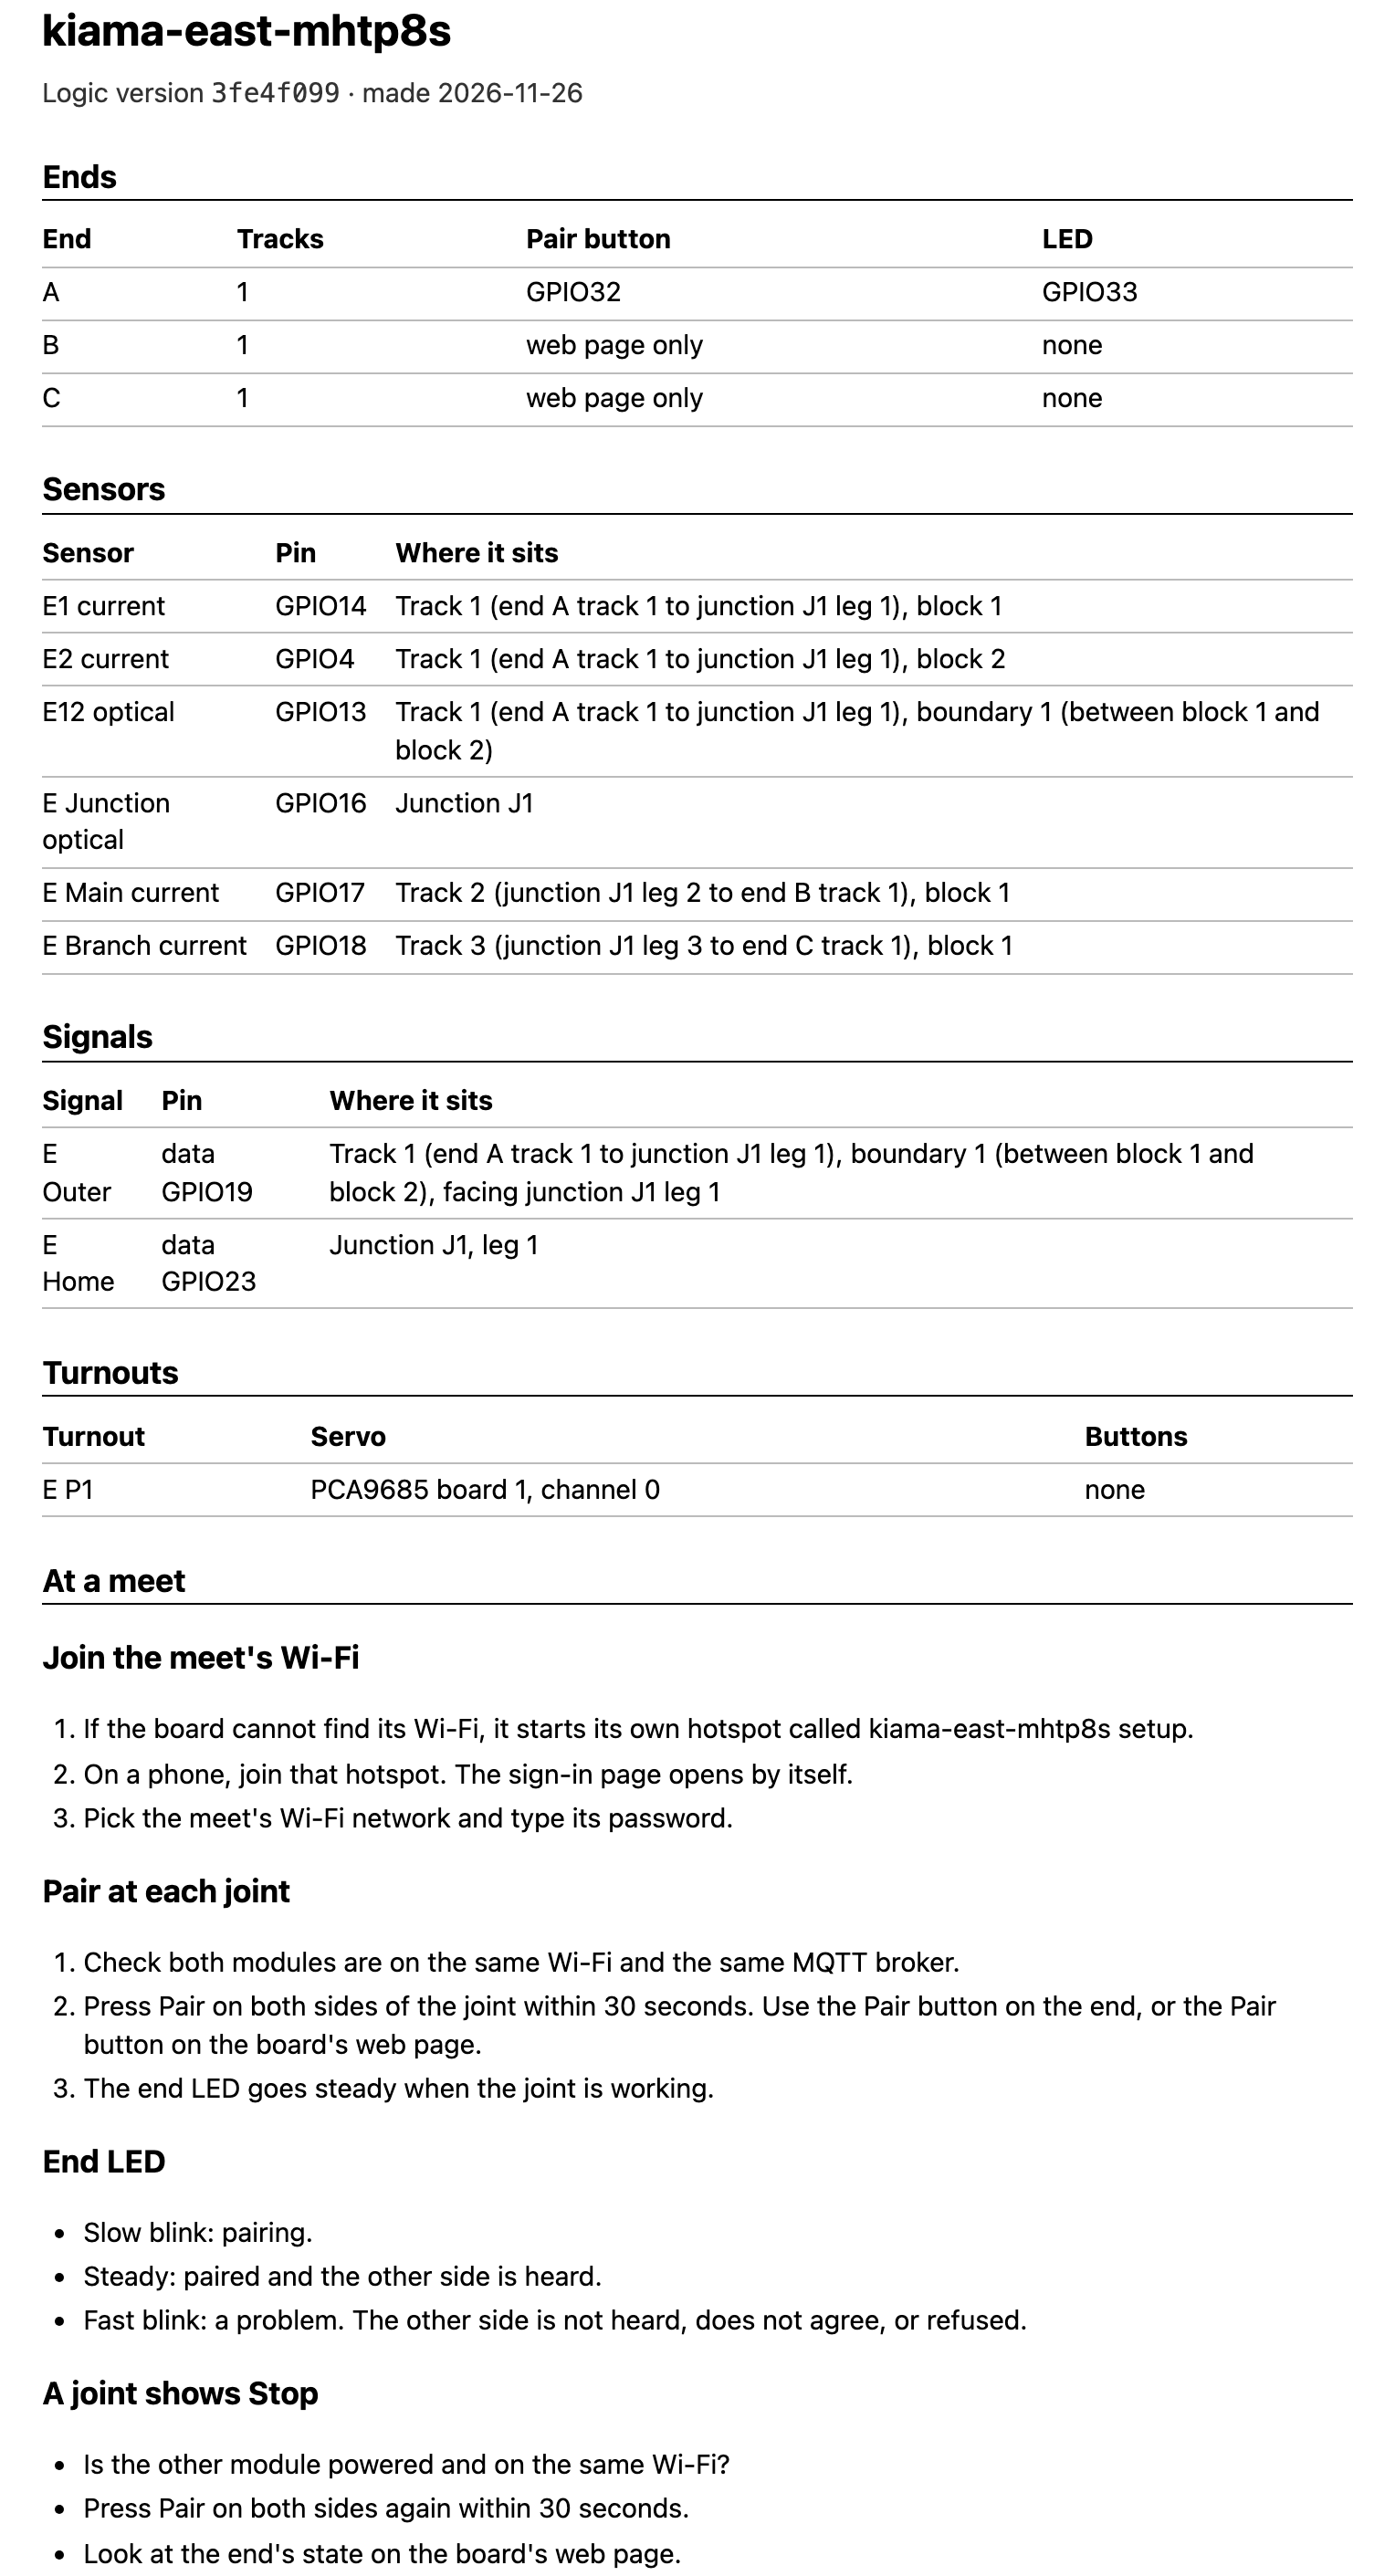 kiama-east-mhtp8s
Logic version 3fe4f099 · made 2026-11-26
Ends
End Tracks Pair button LED
A 1 GPIO32 GPIO33
B 1 web page only none
C 1 web page only none
Sensors
Sensor Pin Where it sits
E1 current GPIO14 Track 1 (end A track 1 to junction J1 leg 1), block 1
E2 current GPIO4 Track 1 (end A track 1 to junction J1 leg 1), block 2
E12 optical GPIO13 Track 1 (end A track 1 to junction J1 leg 1), boundary 1 (between block 1 and
block 2)
E Junction GPIO16 Junction J1
optical
E Main current GPIO17 Track 2 (junction J1 leg 2 to end B track 1), block 1
E Branch current GPIO18 Track 3 (junction J1 leg 3 to end C track 1), block 1
Signals
Signal Pin Where it sits
E data Track 1 (end A track 1 to junction J1 leg 1), boundary 1 (between block 1 and
Outer GPIO19 block 2), facing junction J1 leg 1
E data Junction J1, leg 1
Home GPIO23
Turnouts
Turnout Servo Buttons
E P1 PCA9685 board 1, channel 0 none
At a meet
Join the meet's Wi-Fi
1. If the board cannot find its Wi-Fi, it starts its own hotspot called kiama-east-mhtp8s setup.
2. On a phone, join that hotspot. The sign-in page opens by itself.
3. Pick the meet's Wi-Fi network and type its password.
Pair at each joint
1. Check both modules are on the same Wi-Fi and the same MQTT broker.
2. Press Pair on both sides of the joint within 30 seconds. Use the Pair button on the end, or the Pair
button on the board's web page.
3. The end LED goes steady when the joint is working.
End LED
• Slow blink: pairing.
• Steady: paired and the other side is heard.
• Fast blink: a problem. The other side is not heard, does not agree, or refused.
A joint shows Stop
• Is the other module powered and on the same Wi-Fi?
• Press Pair on both sides again within 30 seconds.
• Look at the end's state on the board's web page.